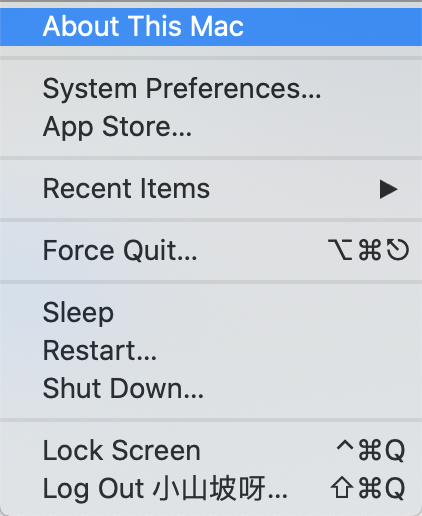 About This Mac
System Preferences...
App Store...
Recent Items ▶
Force Quit... ⌥⌘⎋
Sleep
Restart...
Shut Down...
Lock Screen ^⌘Q
Log Out 小山坡呀... ⇧⌘Q